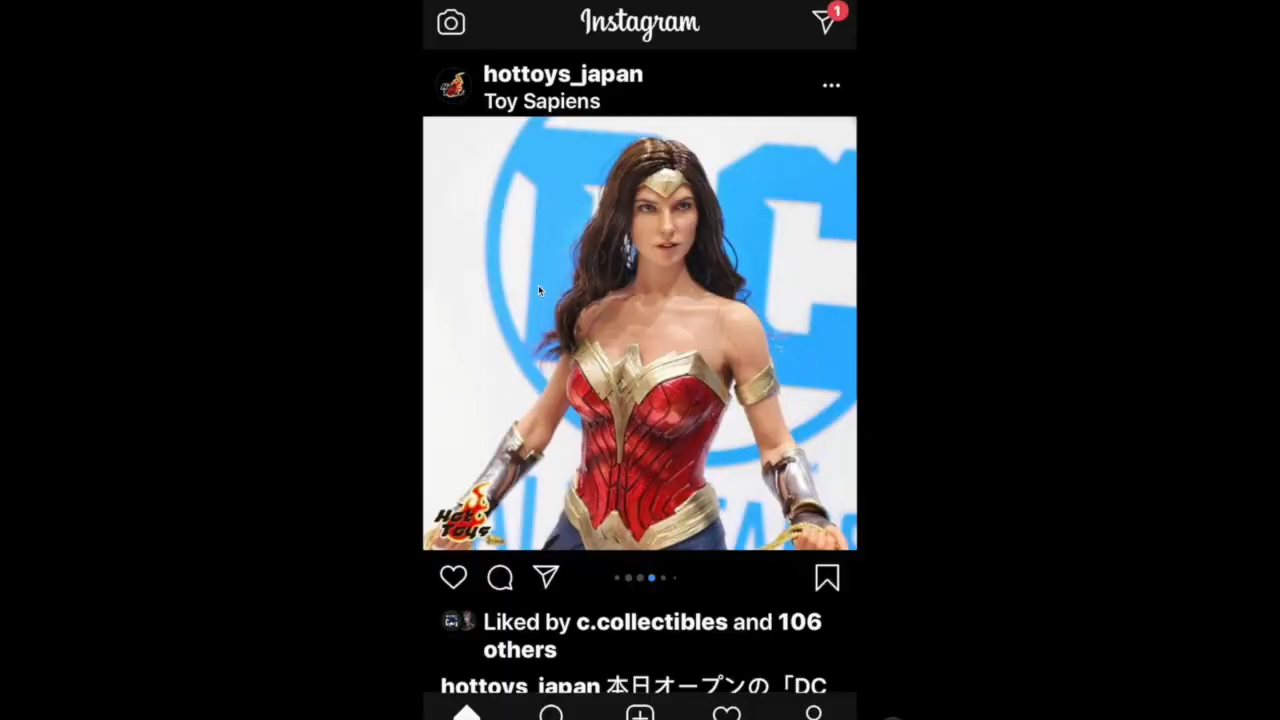 Instagram
1
hottoys_japan
Toy Sapiens
DC
Hot
Toys
Liked by c.collectibles and 106
others
hottoys_japan 本日オープンの「DC